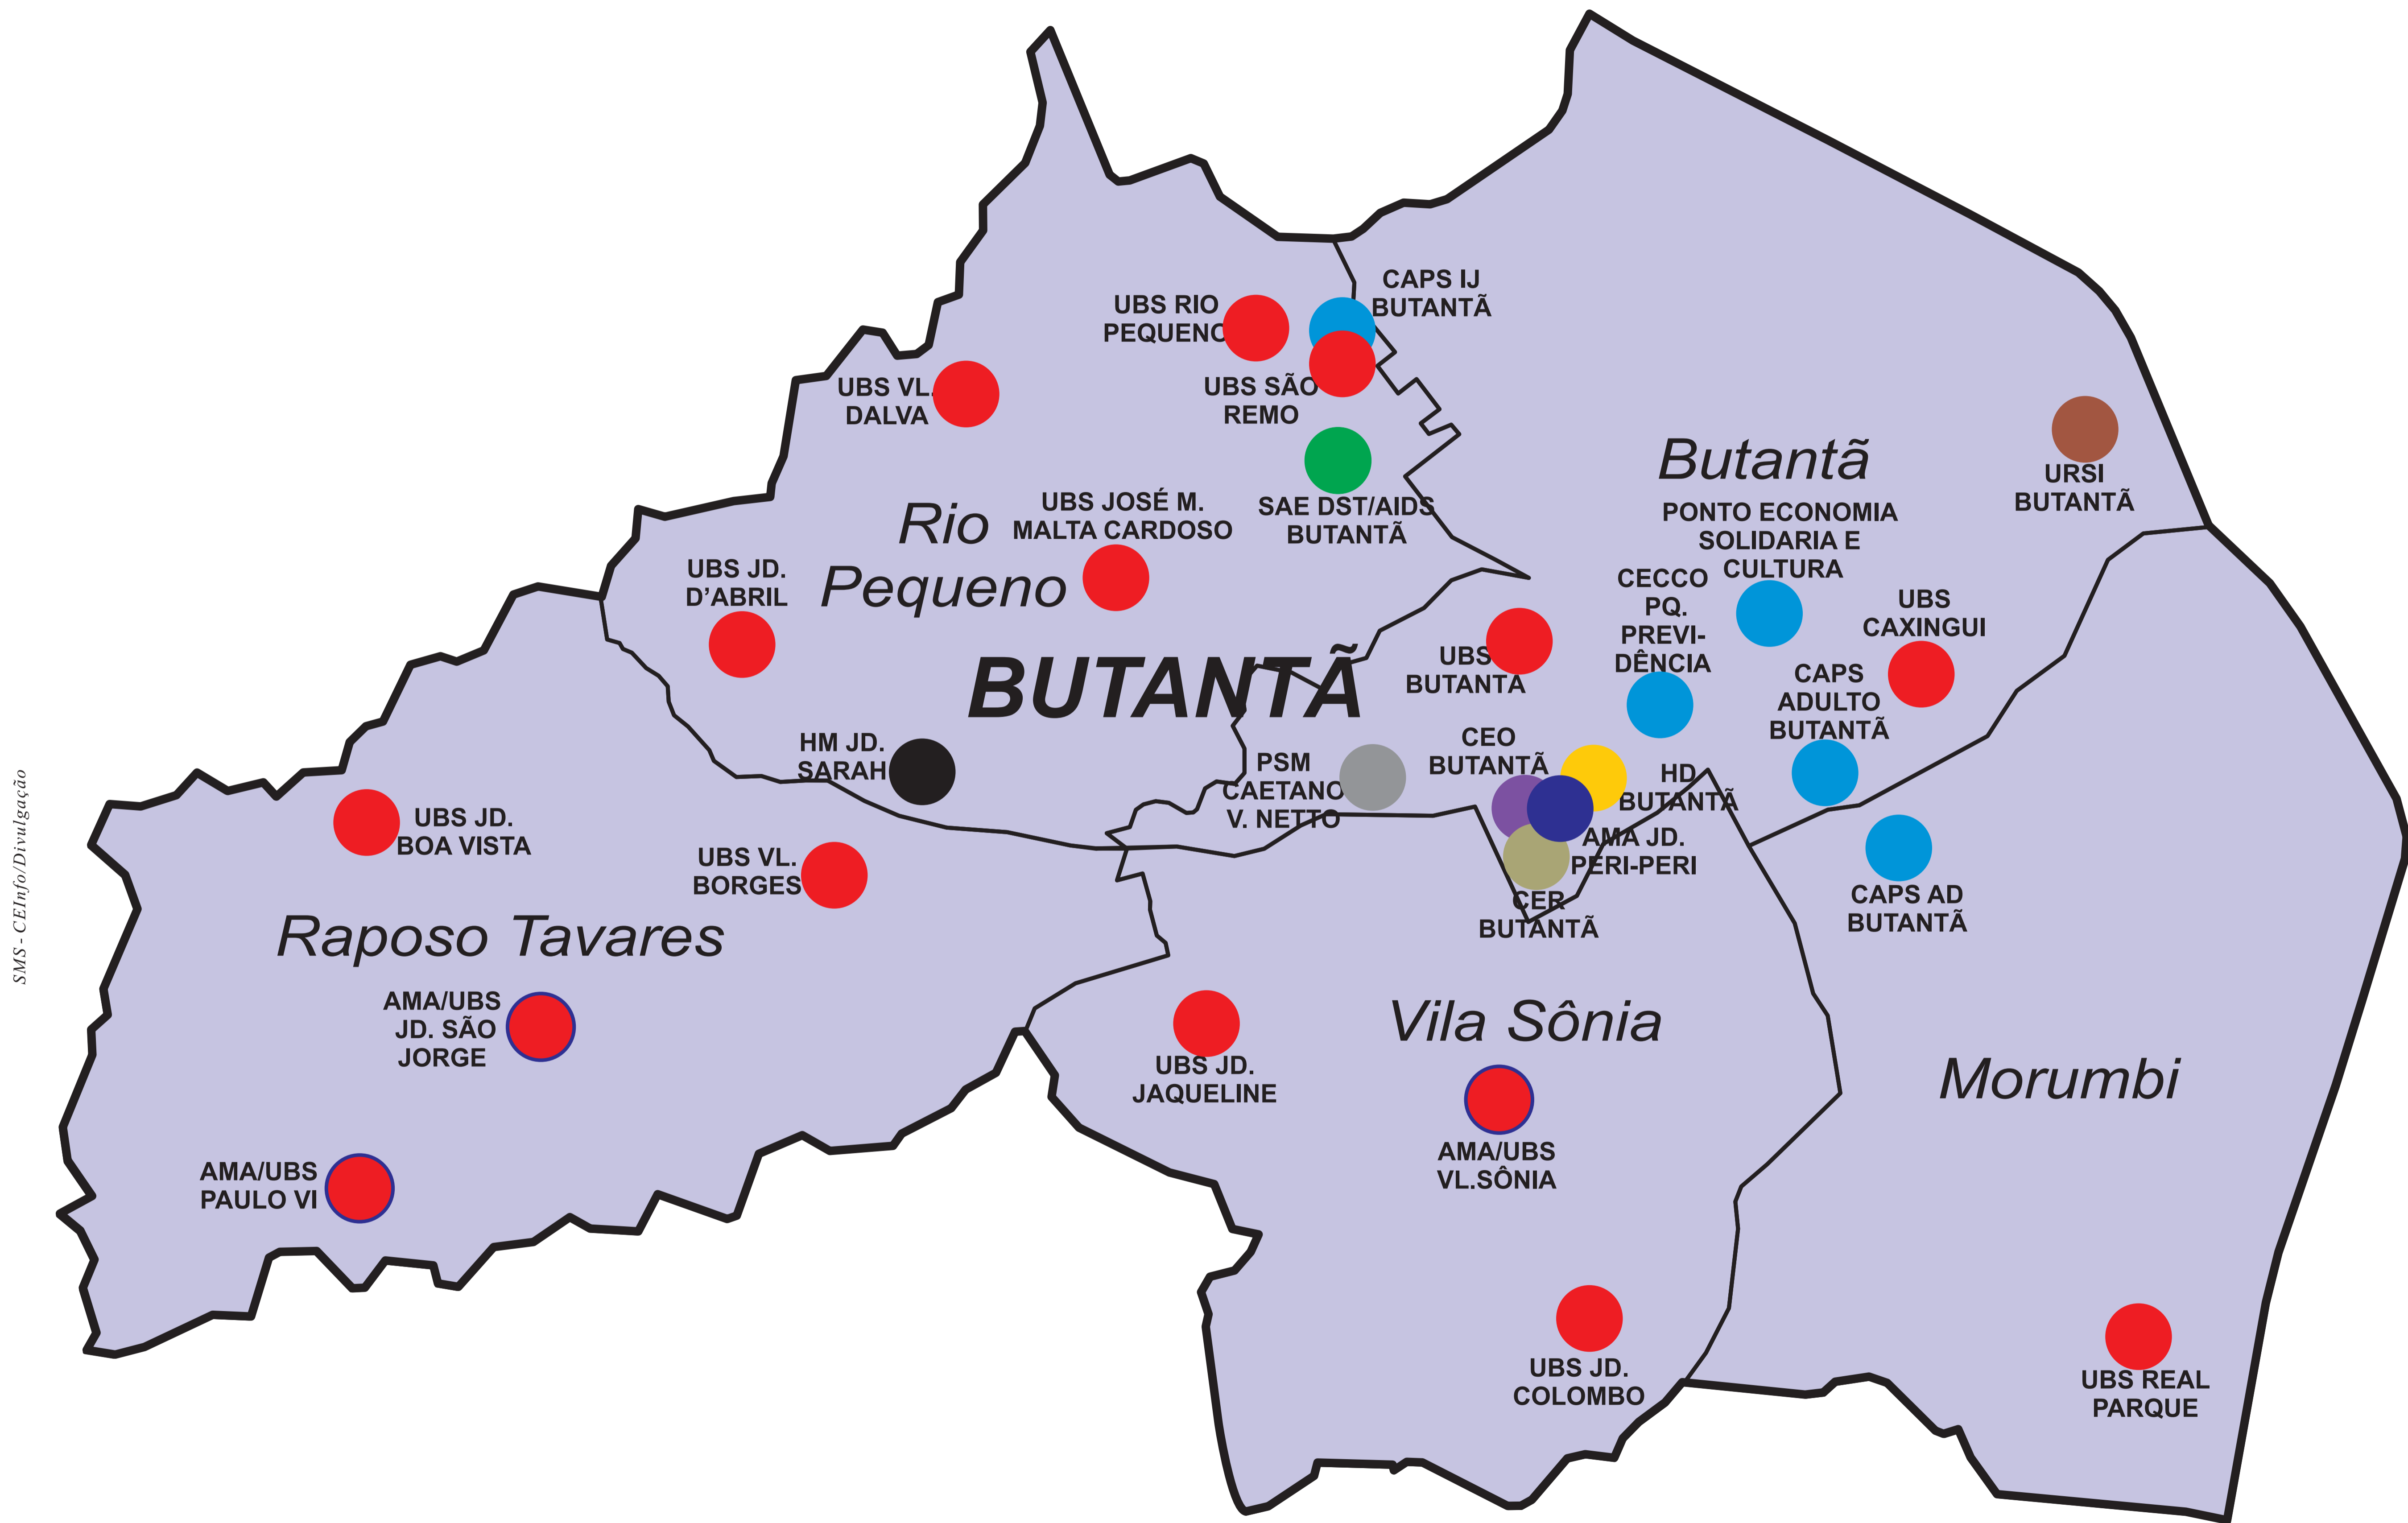 CAPS IJ
BUTANTÃ
UBS RIO
PEQUENO
UBS VL.
DALVA
UBS SÃO
REMO
Butantã
URSI
BUTANTÃ
Rio
Pequeno
UBS JOSÉ M.
MALTA CARDOSO
SAE DST/AIDS
BUTANTÃ
PONTO ECONOMIA
SOLIDARIA E
CULTURA
UBS JD.
D’ABRIL
CECCO
PQ.
PREVI-
DÊNCIA
UBS
CAXINGUI
BUTANTÃ
UBS
BUTANTÃ
CAPS
ADULTO
BUTANTÃ
HM JD.
SARAH
PSM
CAETANO
V. NETTO
CEO
BUTANTÃ
HD
BUTANTÃ
UBS JD.
BOA VISTA
UBS VL.
BORGES
AMA JD.
PERI-PERI
CER
BUTANTÃ
CAPS AD
BUTANTÃ
Raposo Tavares
AMA/UBS
JD. SÃO
JORGE
Vila Sônia
UBS JD.
JAQUELINE
Morumbi
AMA/UBS
VL.SÔNIA
AMA/UBS
PAULO VI
UBS JD.
COLOMBO
UBS REAL
PARQUE
SMS - CEInfo/Divulgação